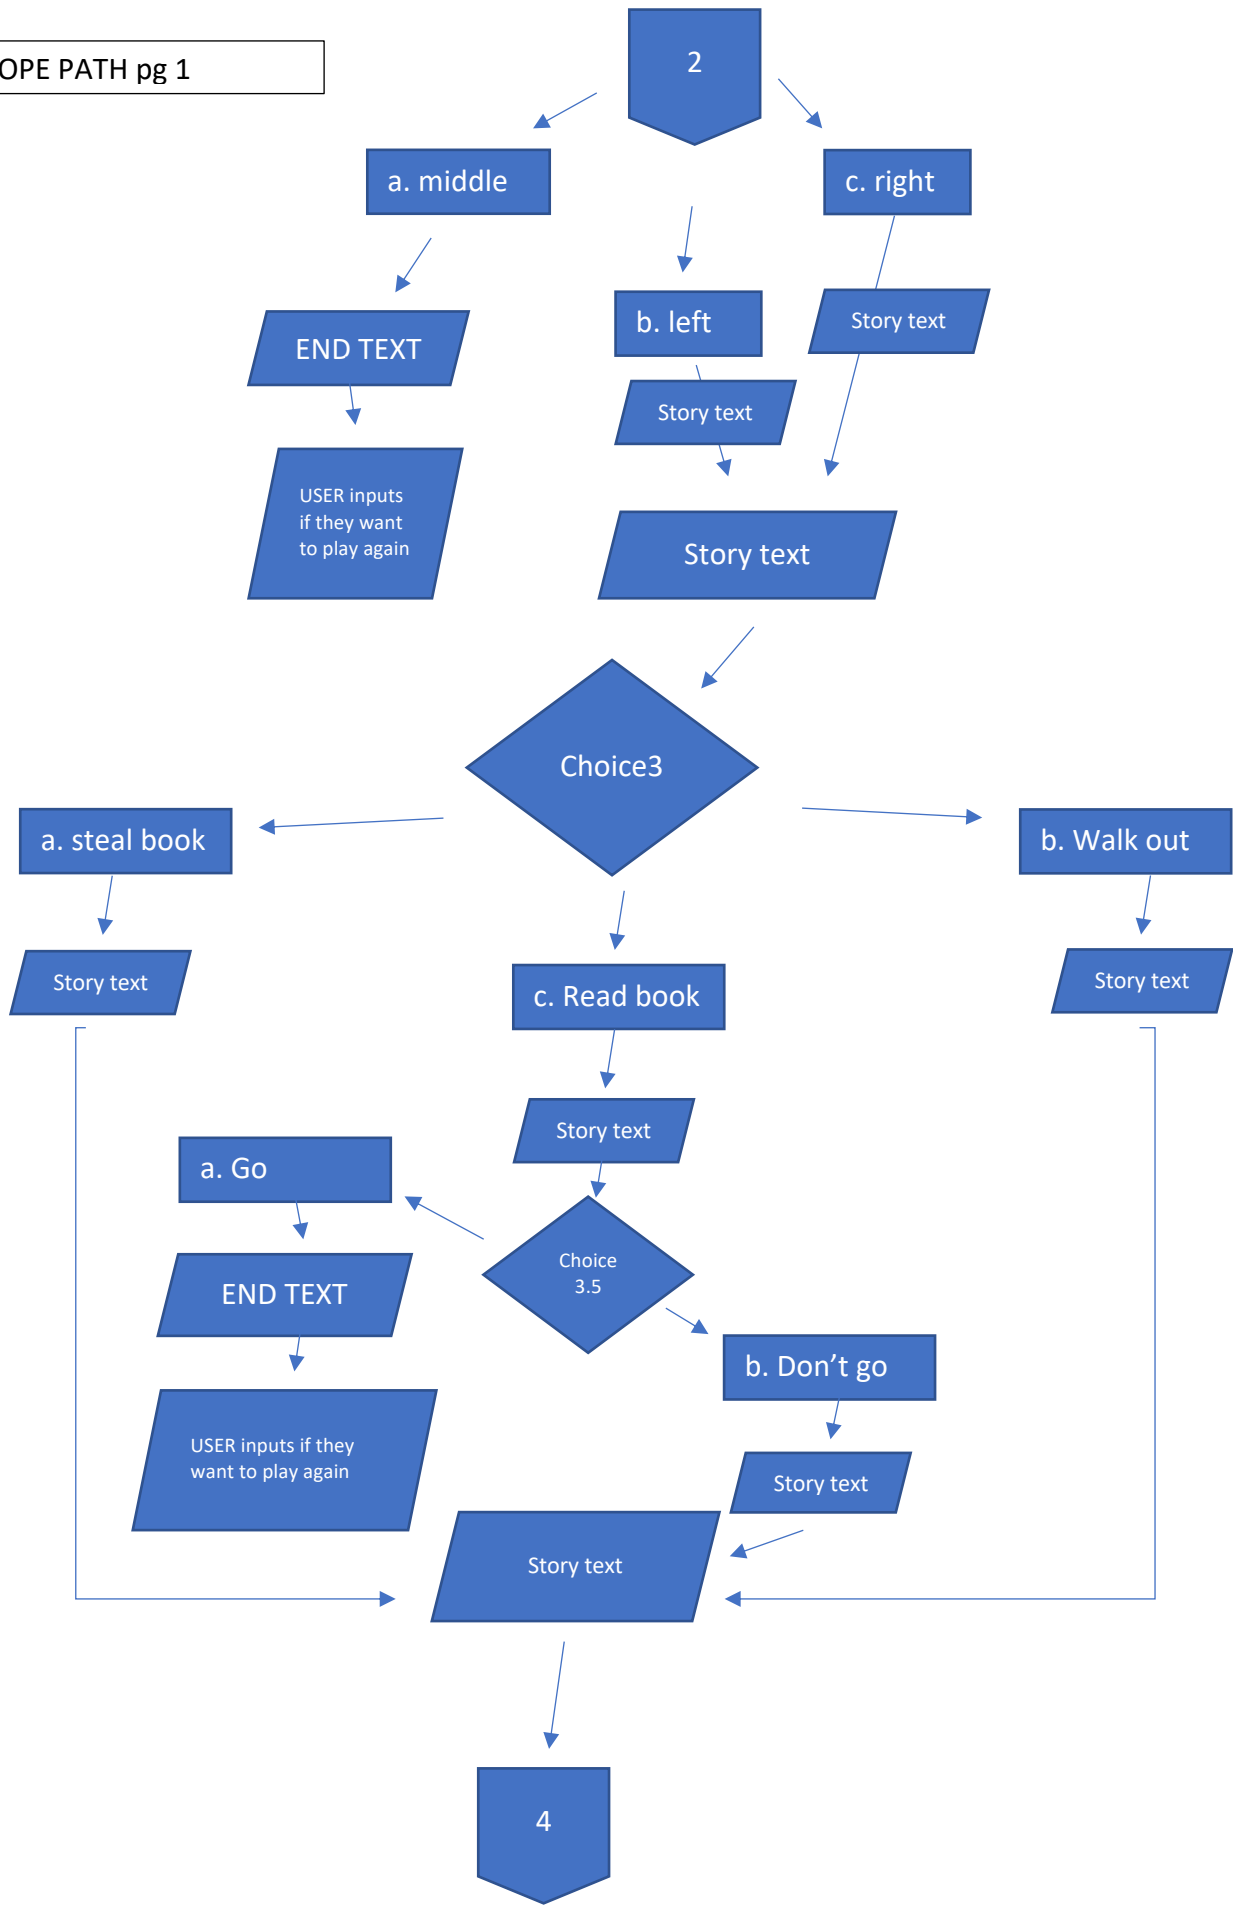 OPE PATH pg 1
2
a. middle
c. right
b. left
Story text
END TEXT
Story text
USER inputs
if they want
to play again
Story text
Choice3
a. steal book
b. Walk out
Story text
c. Read book
Story text
Story text
a. Go
Choice
3.5
END TEXT
b. Don’t go
USER inputs if they
want to play again
Story text
Story text
4